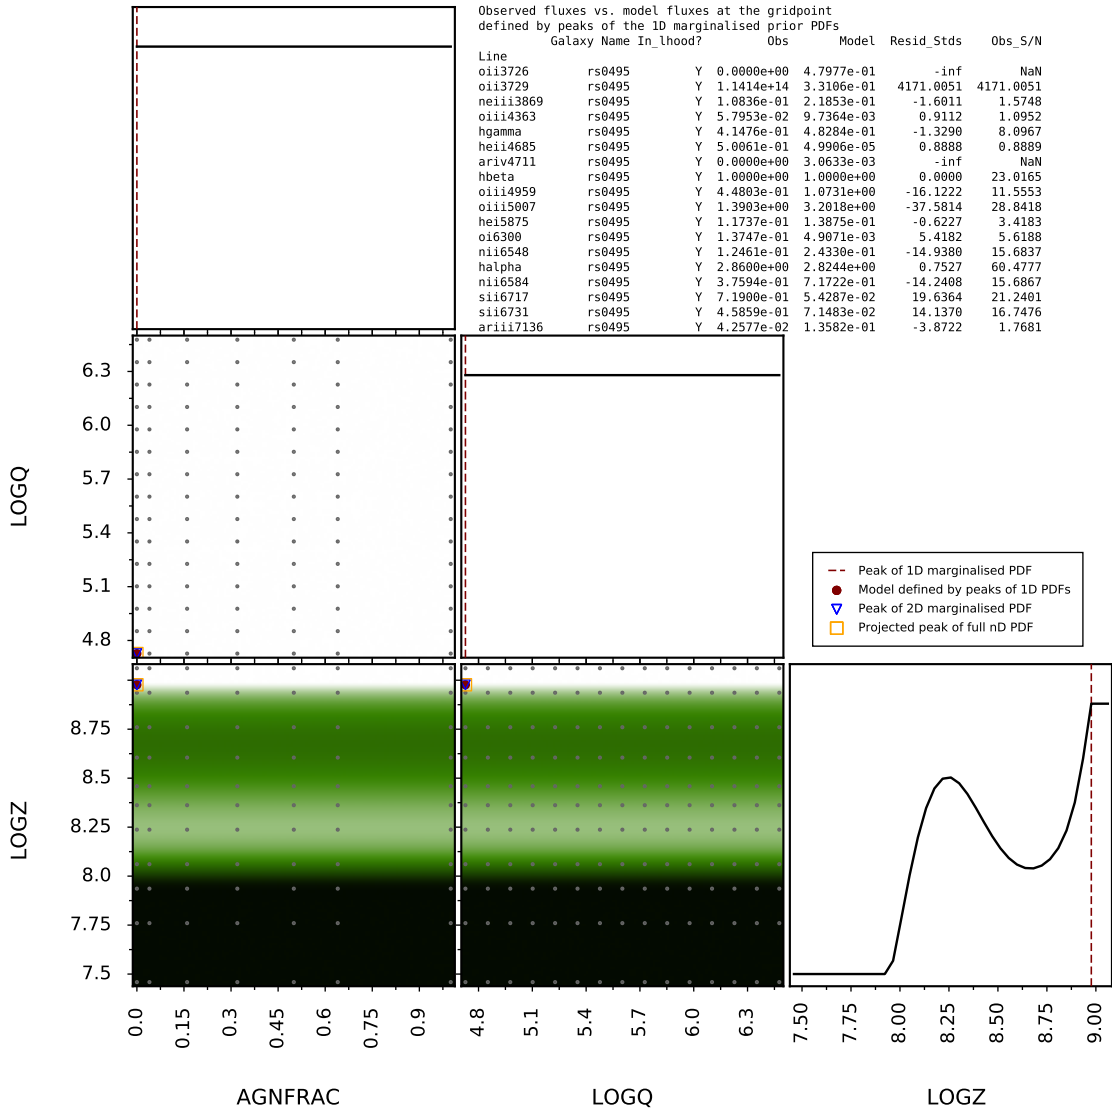 Observed fluxes vs. model fluxes at the gridpoint
defined by peaks of the 1D marginalised prior PDFs
Galaxy Name In_lhood? Obs Model Resid_Stds Obs_S/N
Line
oii3726 rs0495 Y 0.0000e+00 4.7977e-01 -inf NaN
oii3729 rs0495 Y 1.1414e+14 3.3106e-01 4171.0051 4171.0051
neiii3869 rs0495 Y 1.0836e-01 2.1853e-01 -1.6011 1.5748
oiii4363 rs0495 Y 5.7953e-02 9.7364e-03 0.9112 1.0952
hgamma rs0495 Y 4.1476e-01 4.8284e-01 -1.3290 8.0967
heii4685 rs0495 Y 5.0061e-01 4.9906e-05 0.8888 0.8889
ariv4711 rs0495 Y 0.0000e+00 3.0633e-03 -inf NaN
hbeta rs0495 Y 1.0000e+00 1.0000e+00 0.0000 23.0165
oiii4959 rs0495 Y 4.4803e-01 1.0731e+00 -16.1222 11.5553
oiii5007 rs0495 Y 1.3903e+00 3.2018e+00 -37.5814 28.8418
hei5875 rs0495 Y 1.1737e-01 1.3875e-01 -0.6227 3.4183
oi6300 rs0495 Y 1.3747e-01 4.9071e-03 5.4182 5.6188
nii6548 rs0495 Y 1.2461e-01 2.4330e-01 -14.9380 15.6837
halpha rs0495 Y 2.8600e+00 2.8244e+00 0.7527 60.4777
nii6584 rs0495 Y 3.7594e-01 7.1722e-01 -14.2408 15.6867
sii6717 rs0495 Y 7.1900e-01 5.4287e-02 19.6364 21.2401
sii6731 rs0495 Y 4.5859e-01 7.1483e-02 14.1370 16.7476
ariii7136 rs0495 Y 4.2577e-02 1.3582e-01 -3.8722 1.7681
LOGQ
6.3
6.0
5.7
5.4
5.1
4.8
Peak of 1D marginalised PDF
Model defined by peaks of 1D PDFs
Peak of 2D marginalised PDF
Projected peak of full nD PDF
LOGZ
8.75
8.5
8.25
8.0
7.75
7.5
0.0 0.15 0.3 0.45 0.6 0.75 0.9
4.8 5.1 5.4 5.7 6.0 6.3
7.50 7.75 8.00 8.25 8.50 8.75 9.00
AGNFRAC LOGQ LOGZ